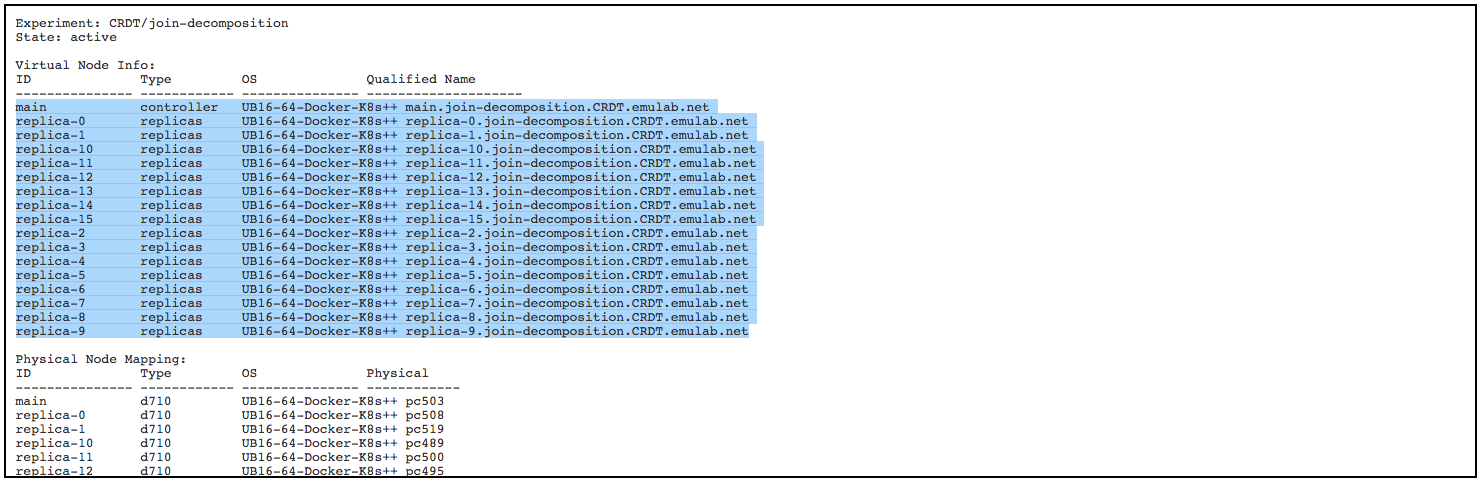 Experiment: CRDT/join-decomposition
State: active
Virtual Node Info:
ID              Type         OS              Qualified Name
--------------- ------------ --------------- --------------------
main            controller   UB16-64-Docker-K8s++ main.join-decomposition.CRDT.emulab.net
replica-0       replicas     UB16-64-Docker-K8s++ replica-0.join-decomposition.CRDT.emulab.net
replica-1       replicas     UB16-64-Docker-K8s++ replica-1.join-decomposition.CRDT.emulab.net
replica-10      replicas     UB16-64-Docker-K8s++ replica-10.join-decomposition.CRDT.emulab.net
replica-11      replicas     UB16-64-Docker-K8s++ replica-11.join-decomposition.CRDT.emulab.net
replica-12      replicas     UB16-64-Docker-K8s++ replica-12.join-decomposition.CRDT.emulab.net
replica-13      replicas     UB16-64-Docker-K8s++ replica-13.join-decomposition.CRDT.emulab.net
replica-14      replicas     UB16-64-Docker-K8s++ replica-14.join-decomposition.CRDT.emulab.net
replica-15      replicas     UB16-64-Docker-K8s++ replica-15.join-decomposition.CRDT.emulab.net
replica-2       replicas     UB16-64-Docker-K8s++ replica-2.join-decomposition.CRDT.emulab.net
replica-3       replicas     UB16-64-Docker-K8s++ replica-3.join-decomposition.CRDT.emulab.net
replica-4       replicas     UB16-64-Docker-K8s++ replica-4.join-decomposition.CRDT.emulab.net
replica-5       replicas     UB16-64-Docker-K8s++ replica-5.join-decomposition.CRDT.emulab.net
replica-6       replicas     UB16-64-Docker-K8s++ replica-6.join-decomposition.CRDT.emulab.net
replica-7       replicas     UB16-64-Docker-K8s++ replica-7.join-decomposition.CRDT.emulab.net
replica-8       replicas     UB16-64-Docker-K8s++ replica-8.join-decomposition.CRDT.emulab.net
replica-9       replicas     UB16-64-Docker-K8s++ replica-9.join-decomposition.CRDT.emulab.net
Physical Node Mapping:
ID              Type         OS              Physical
--------------- ------------ --------------- ------------
main            d710         UB16-64-Docker-K8s++ pc503
replica-0       d710         UB16-64-Docker-K8s++ pc508
replica-1       d710         UB16-64-Docker-K8s++ pc519
replica-10      d710         UB16-64-Docker-K8s++ pc489
replica-11      d710         UB16-64-Docker-K8s++ pc500
replica-12      d710         UB16-64-Docker-K8s++ pc495